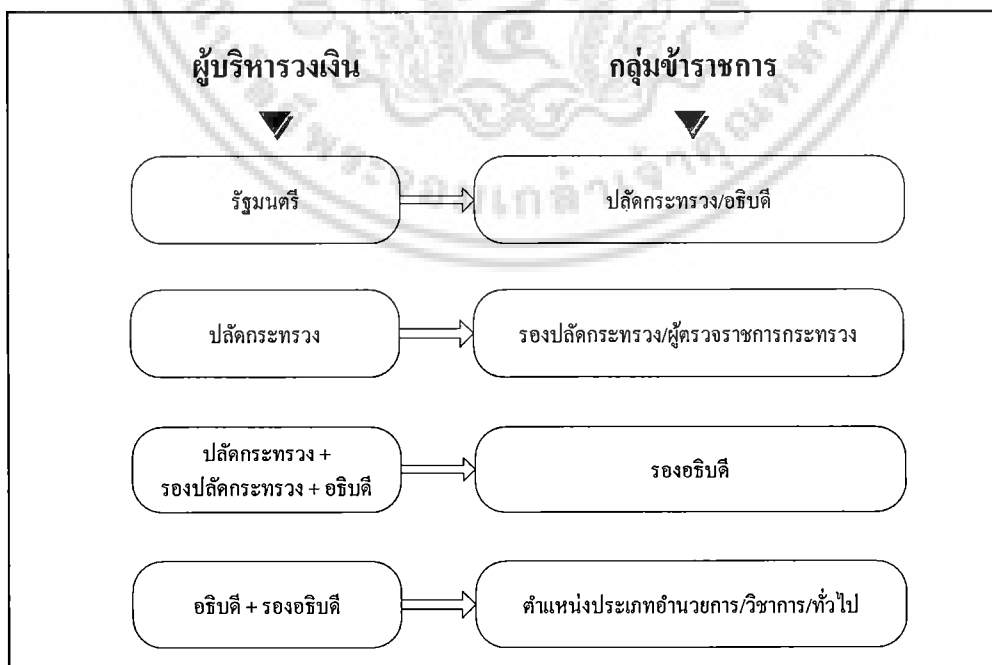 ผู้บริหารวงเงิน
กลุ่มข้าราชการ
รัฐมนตรี
ปลัดกระทรวง/อธิบดี
ปลัดกระทรวง
รองปลัดกระทรวง/ผู้ตรวจราชการกระทรวง
ปลัดกระทรวง +
รองปลัดกระทรวง + อธิบดี
รองอธิบดี
อธิบดี + รองอธิบดี
ตำแหน่งประเภทอำนวยการ/วิชาการ/ทั่วไป